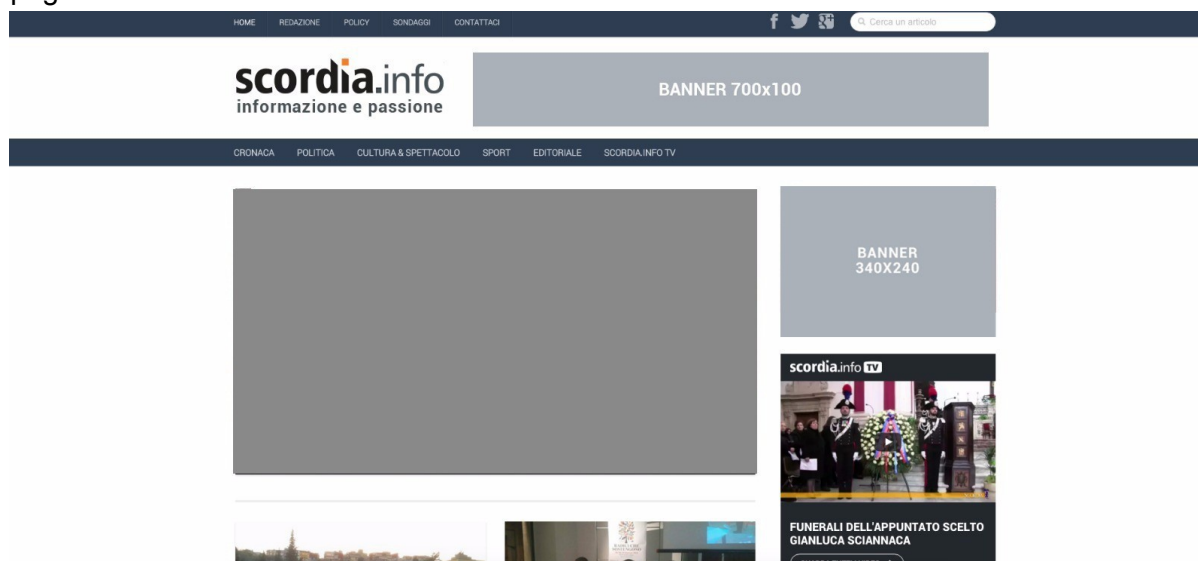 HOME REDAZIONE POLICY SONDAGGI CONTATTACI
Cerca un articolo
scordia.info
informazione e passione
BANNER 700x100
CRONACA POLITICA CULTURA & SPETTACOLO SPORT EDITORIALE SCORDIA.INFO TV
BANNER
340X240
scordia.info TV
FUNERALI DELL'APPUNTATO SCELTO
GIANLUCA SCIANNACA